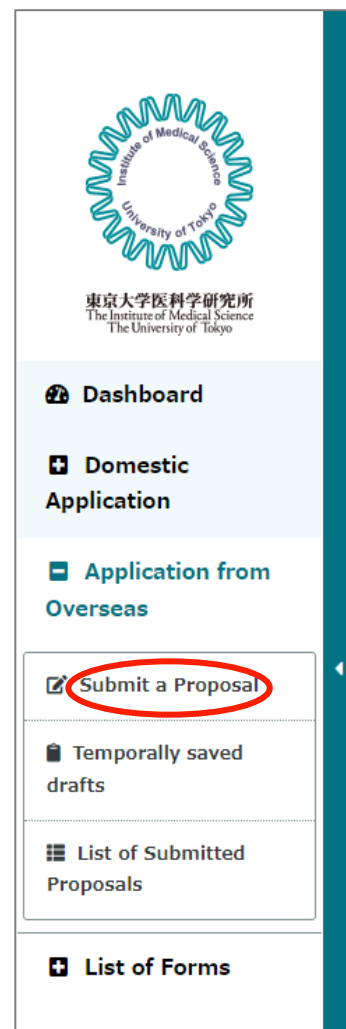 Institute of Medical Science
University of Tokyo
東京大学医科学研究所
The Institute of Medical Science
The University of Tokyo
Dashboard
Domestic
Application
Application from
Overseas
Submit a Proposal
Temporally saved
drafts
List of Submitted
Proposals
List of Forms